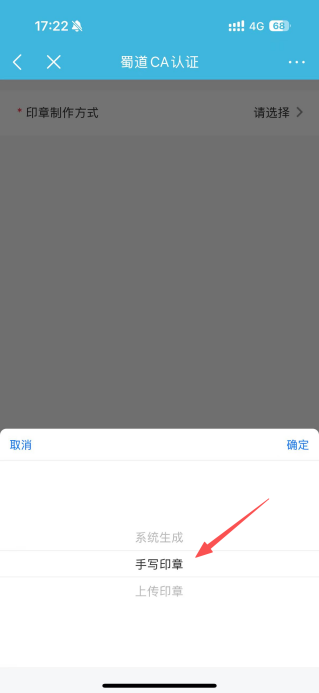 17:22 4G 68
蜀道CA认证
* 印章制作方式 请选择
取消 确定
系统生成
手写印章
上传印章